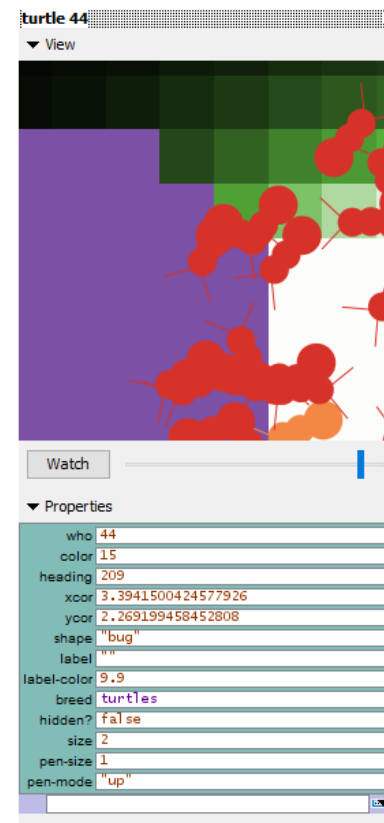 turtle 44
View
Watch
Properties
who 44
color 15
heading 209
xcor 3.3941500424577926
ycor 2.269199458452808
shape "bug"
label ""
label-color 9.9
breed turtles
hidden? false
size 2
pen-size 1
pen-mode "up"